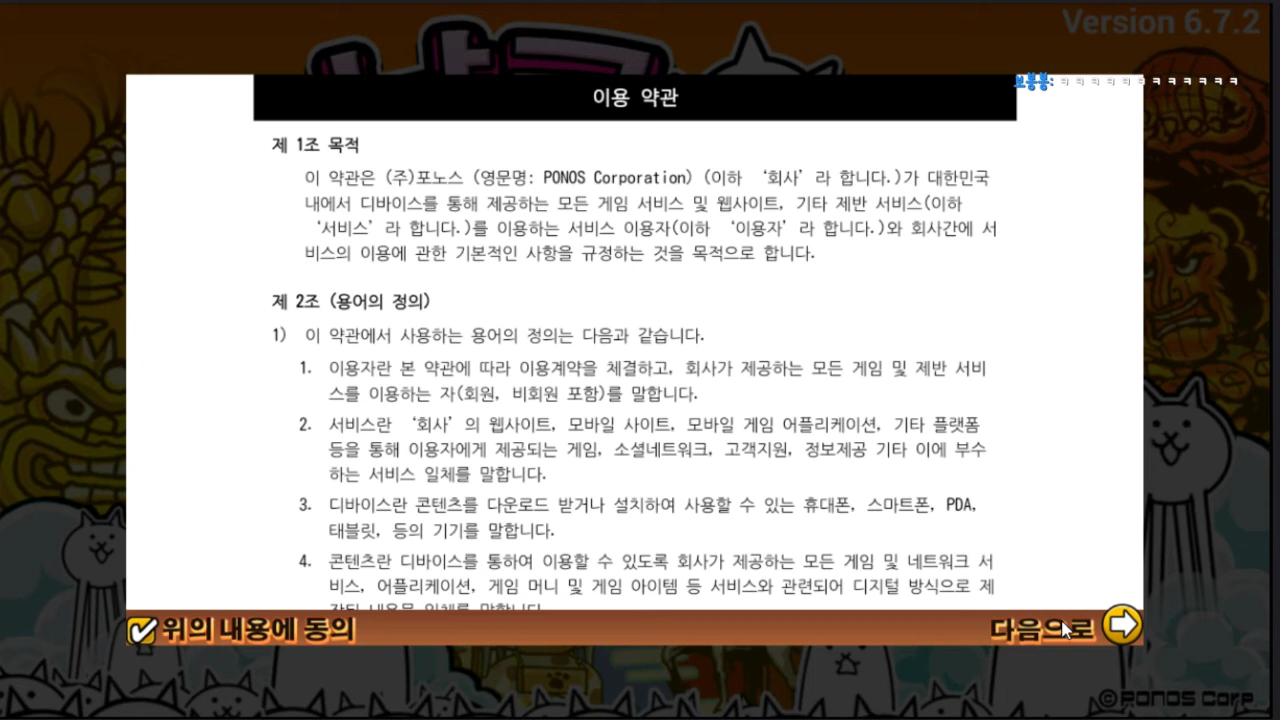 Version 6.7.2
이용 약관
보봉봉: ㅋㅋㅋㅋㅋㅋㅋㅋㅋㅋㅋㅋ
제 1조 목적
이 약관은 (주)포노스 (영문명: PONOS Corporation) (이하 ‘회사’라 합니다.)가 대한민국
내에서 디바이스를 통해 제공하는 모든 게임 서비스 및 웹사이트, 기타 제반 서비스(이하
‘서비스’라 합니다.)를 이용하는 서비스 이용자(이하 ‘이용자’라 합니다.)와 회사간에 서
비스의 이용에 관한 기본적인 사항을 규정하는 것을 목적으로 합니다.
제 2조 (용어의 정의)
1) 이 약관에서 사용하는 용어의 정의는 다음과 같습니다.
1. 이용자란 본 약관에 따라 이용계약을 체결하고, 회사가 제공하는 모든 게임 및 제반 서비
스를 이용하는 자(회원, 비회원 포함)를 말합니다.
2. 서비스란 ‘회사’의 웹사이트, 모바일 사이트, 모바일 게임 어플리케이션, 기타 플랫폼
등을 통해 이용자에게 제공되는 게임, 소셜네트워크, 고객지원, 정보제공 기타 이에 부수
하는 서비스 일체를 말합니다.
3. 디바이스란 콘텐츠를 다운로드 받거나 설치하여 사용할 수 있는 휴대폰, 스마트폰, PDA,
태블릿, 등의 기기를 말합니다.
4. 콘텐츠란 디바이스를 통하여 이용할 수 있도록 회사가 제공하는 모든 게임 및 네트워크 서
비스, 어플리케이션, 게임 머니 및 게임 아이템 등 서비스와 관련되어 디지털 방식으로 제
작된 내용물 일체를 말합니다.
위의 내용에 동의
다음으로
© PONOS Corp.